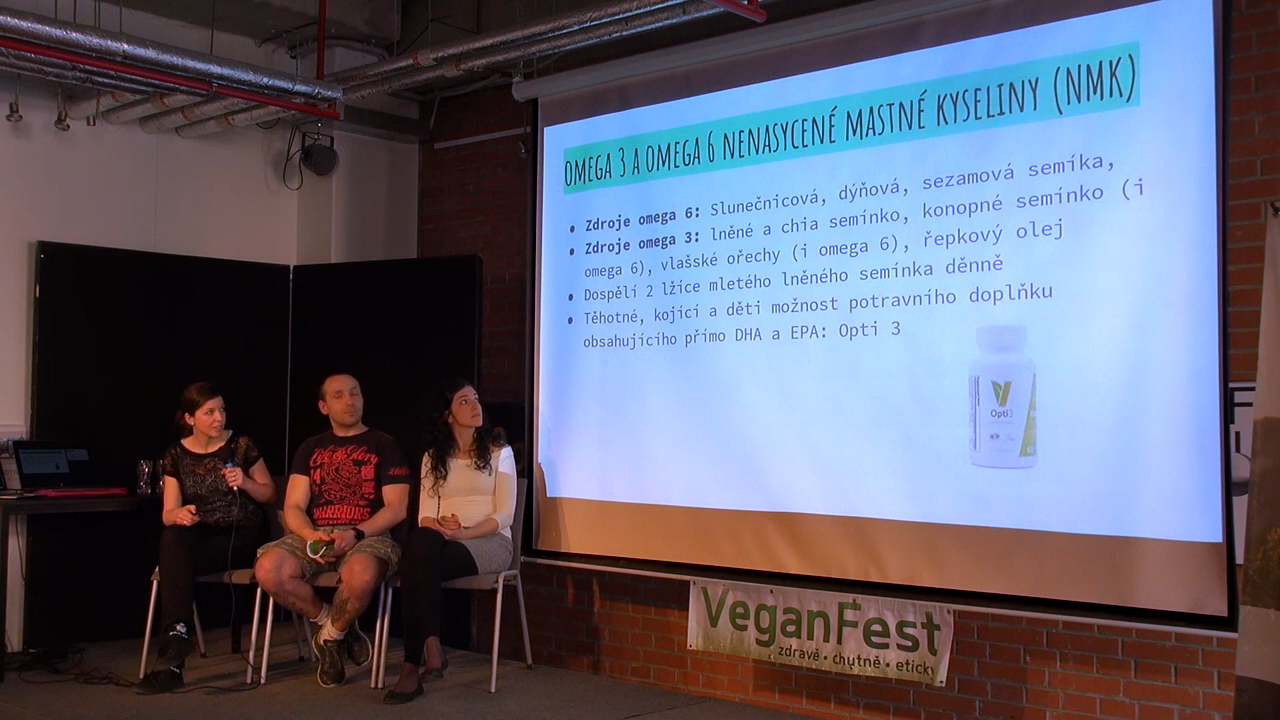 OMEGA 3 A OMEGA 6 NENASYCENÉ MASTNÉ KYSELINY (NMK)
• Zdroje omega 6: Slunečnicová, dýňová, sezamová semíka,
• Zdroje omega 3: lněné a chia semínko, konopné semínko (i
omega 6), vlašské ořechy (i omega 6), řepkový olej
• Dospělí 2 lžíce mletého lněného semínka děnně
• Těhotné, kojící a děti možnost potravního doplňku
obsahujícího přímo DHA a EPA: Opti 3
Opti3
WARRIORS
VeganFest
zdravě • chutně • eticky